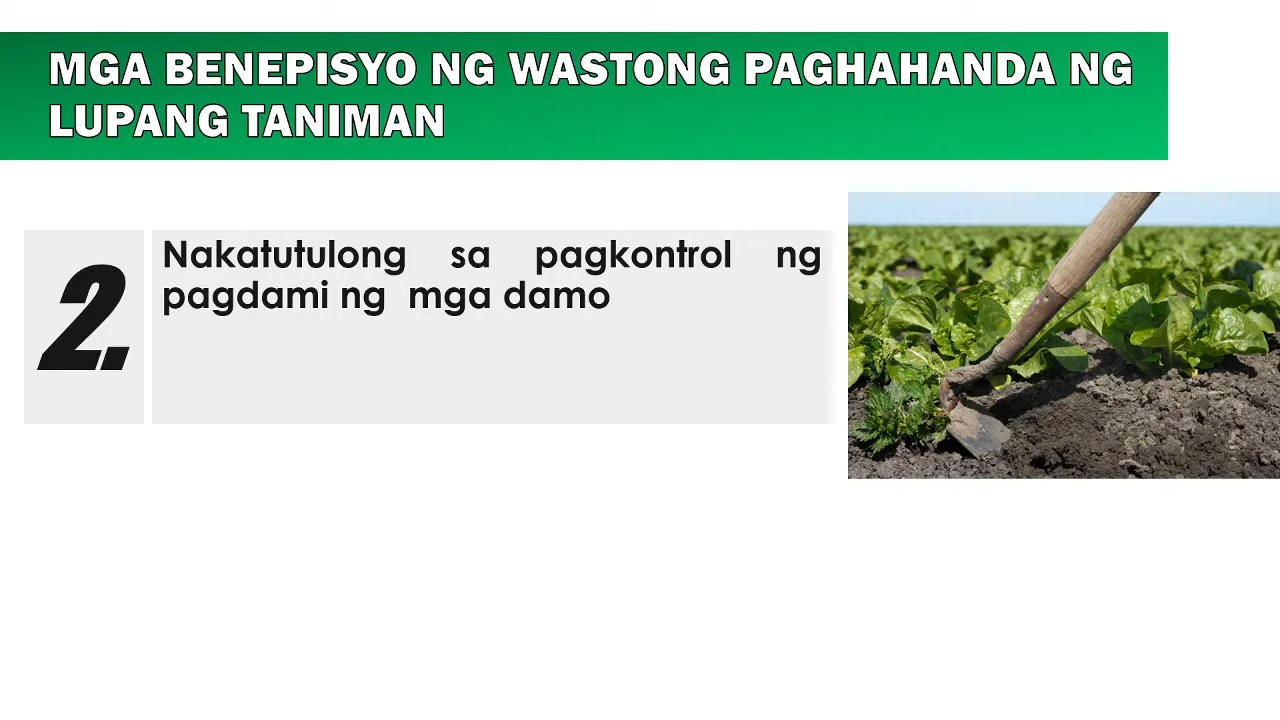 MGA BENEPISYO NG WASTONG PAGHAHANDA NG
LUPANG TANIMAN
2.
Nakatutulong sa pagkontrol ng
pagdami ng mga damo